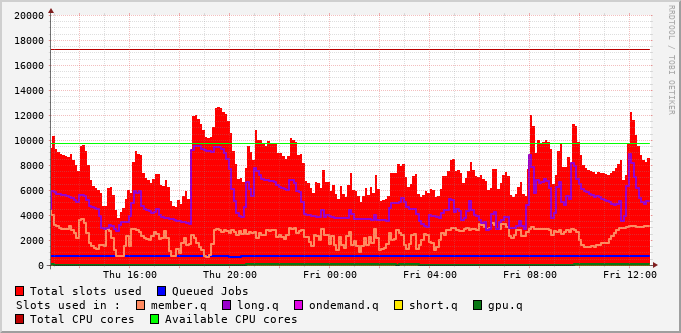 20000
18000
16000
14000
12000
10000
8000
6000
4000
2000
0
Thu 16:00 Thu 20:00 Fri 00:00 Fri 04:00 Fri 08:00 Fri 12:00
RRDTOOL / TOBI OETIKER
Total slots used Queued Jobs
Slots used in : member.q long.q ondemand.q short.q gpu.q
Total CPU cores Available CPU cores